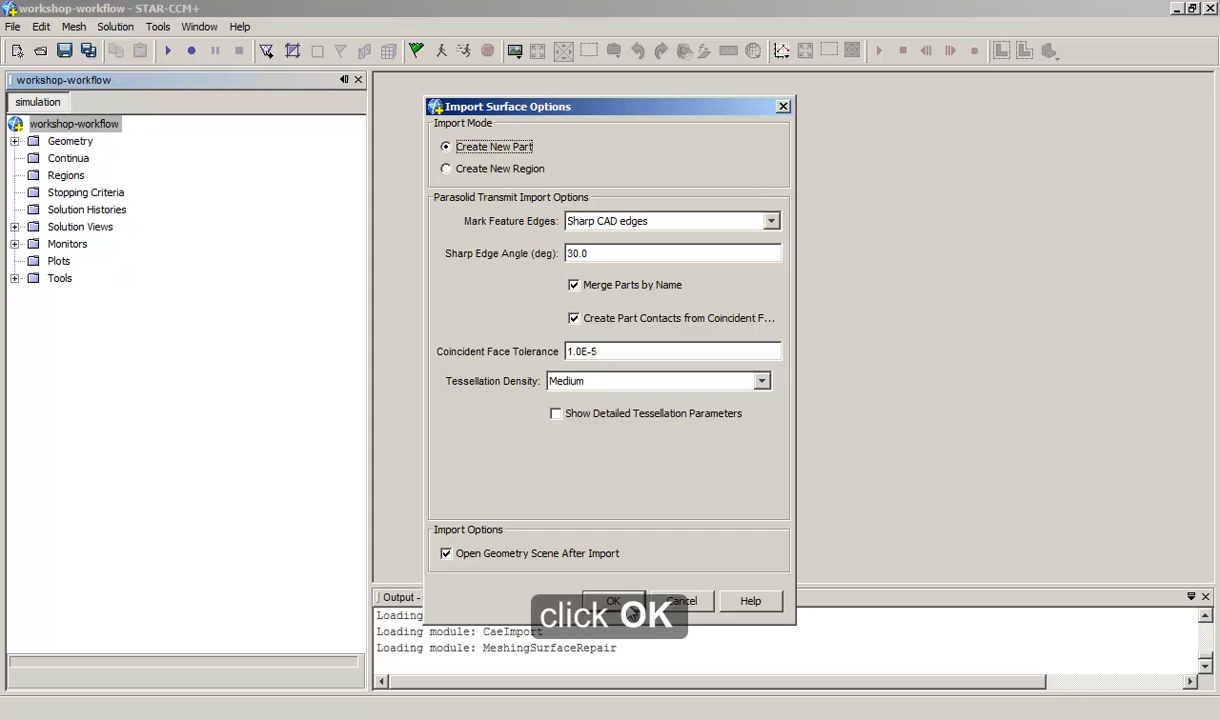 workshop-workflow - STAR-CCM+
File Edit Mesh Solution Tools Window Help
workshop-workflow
simulation
workshop-workflow
Geometry
Continua
Regions
Stopping Criteria
Solution Histories
Solution Views
Monitors
Plots
Tools
Import Surface Options
Import Mode
Create New Part
Create New Region
Parasolid Transmit Import Options
Mark Feature Edges: Sharp CAD edges
Sharp Edge Angle (deg): 30.0
Merge Parts by Name
Create Part Contacts from Coincident F...
Coincident Face Tolerance 1.0E-5
Tessellation Density: Medium
Show Detailed Tessellation Parameters
Import Options
Open Geometry Scene After Import
OK Cancel Help
click OK
Output -
Loading
Loading module: CaeImport
Loading module: MeshingSurfaceRepair